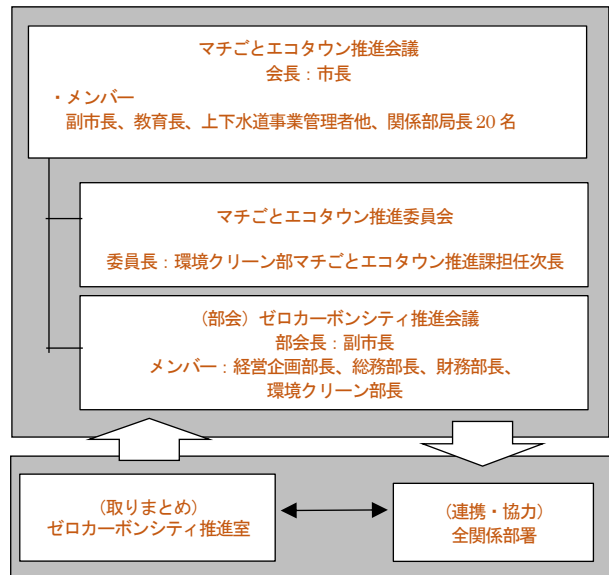 マチごとエコタウン推進会議
会長：市長
・メンバー
副市長、教育長、上下水道事業管理者他、関係部局長 20 名
マチごとエコタウン推進委員会
委員長：環境クリーン部マチごとエコタウン推進課担任次長
（部会）ゼロカーボンシティ推進会議
部会長：副市長
メンバー：経営企画部長、総務部長、財務部長、
環境クリーン部長
（取りまとめ）
ゼロカーボンシティ推進室
（連携・協力）
全関係部署